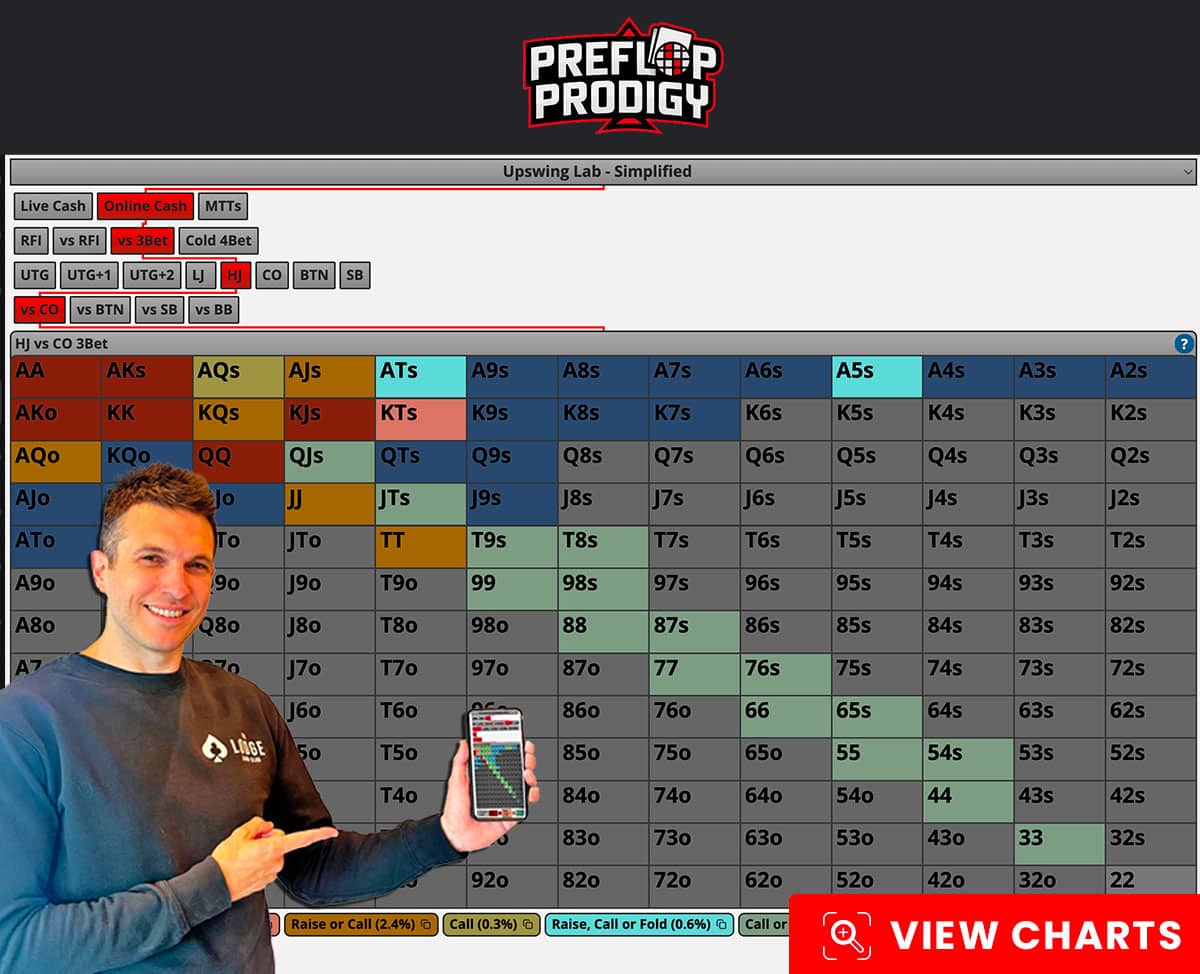 PREFLOP
PRODIGY
Upswing Lab - Simplified
Live Cash Online Cash MTTs
RFI vs RFI vs 3Bet Cold 4Bet
UTG UTG+1 UTG+2 LJ HJ CO BTN SB
vs CO vs BTN vs SB vs BB
HJ vs CO 3Bet ?
AA AKs AQs AJs ATs A9s A8s A7s A6s A5s A4s A3s A2s
AKo KK KQs KJs KTs K9s K8s K7s K6s K5s K4s K3s K2s
AQo KQo QQ QJs QTs Q9s Q8s Q7s Q6s Q5s Q4s Q3s Q2s
AJo Jo JJ JTs J9s J8s J7s J6s J5s J4s J3s J2s
ATo To JTo TT T9s T8s T7s T6s T5s T4s T3s T2s
A9o 9o J9o T9o 99 98s 97s 96s 95s 94s 93s 92s
A8o Q8o J8o T8o 98o 88 87s 86s 85s 84s 83s 82s
A7 7o J7o T7o 97o 87o 77 76s 75s 74s 73s 72s
J6o T6o 96o 86o 76o 66 65s 64s 63s 62s
5o T5o 85o 75o 65o 55 54s 53s 52s
T4o 84o 74o 64o 54o 44 43s 42s
83o 73o 63o 53o 43o 33 32s
92o 82o 72o 62o 52o 42o 32o 22
Raise or Call (2.4%) Call (0.3%) Raise, Call or Fold (0.6%) Call or
LODGE
VIEW CHARTS